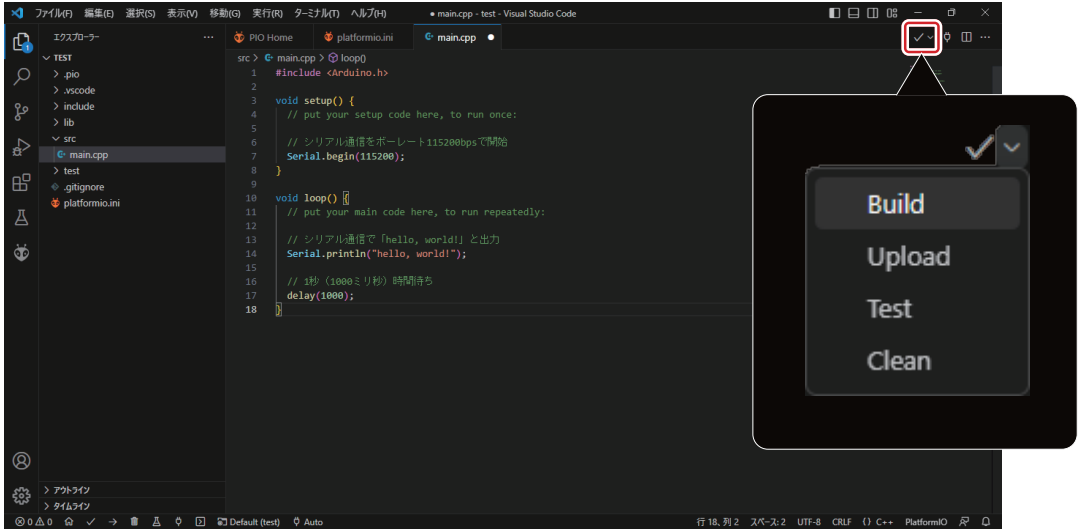 ファイル(F) 編集(E) 選択(S) 表示(V) 移動(G) 実行(R) ターミナル(T) ヘルプ(H) ● main.cpp - test - Visual Studio Code
エクスプローラー ...
PIO Home platformio.ini main.cpp ●
TEST
.pio
.vscode
include
lib
src
main.cpp
test
.gitignore
platformio.ini
アウトライン
タイムライン
src > main.cpp > loop()
1 #include <Arduino.h>
2
3 void setup() {
4 // put your setup code here, to run once:
5
6 // シリアル通信をボーレート115200bpsで開始
7 Serial.begin(115200);
8 }
9
10 void loop() {
11 // put your main code here, to run repeatedly:
12
13 // シリアル通信で「hello, world!」と出力
14 Serial.println("hello, world!");
15
16 // 1秒（1000ミリ秒）時間待ち
17 delay(1000);
18 }
Build
Upload
Test
Clean
1
0 0 Default (test) Auto 行 18、列 2 スペース: 2 UTF-8 CRLF {} C++ PlatformIO